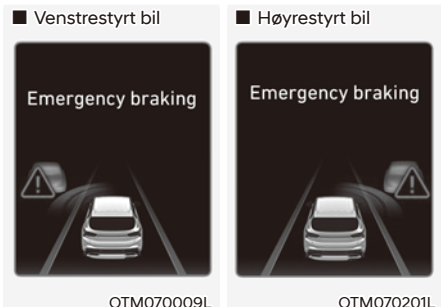 ■ Venstrestyrt bil
Emergency braking
OTM070009L
■ Høyrestyrt bil
Emergency braking
OTM070201L